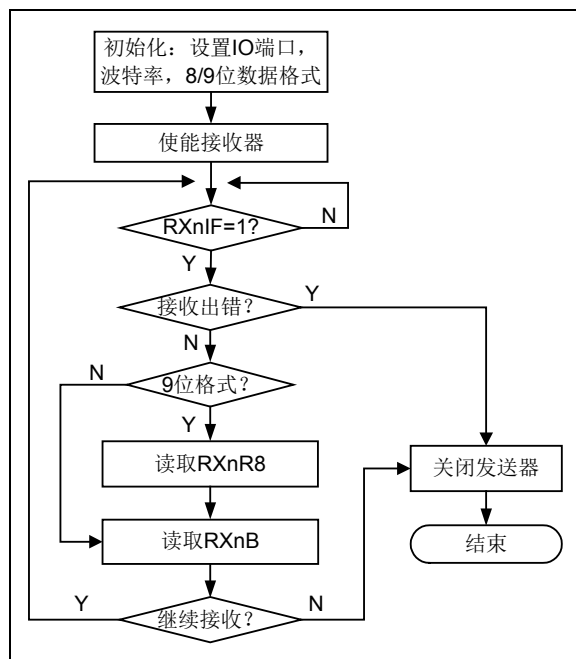 初始化：设置IO端口，
波特率，8/9位数据格式
使能接收器
RXnIF=1?
N
Y
接收出错？
Y
N
9位格式？
N
Y
读取RXnR8
关闭发送器
读取RXnB
结束
继续接收？
Y
N